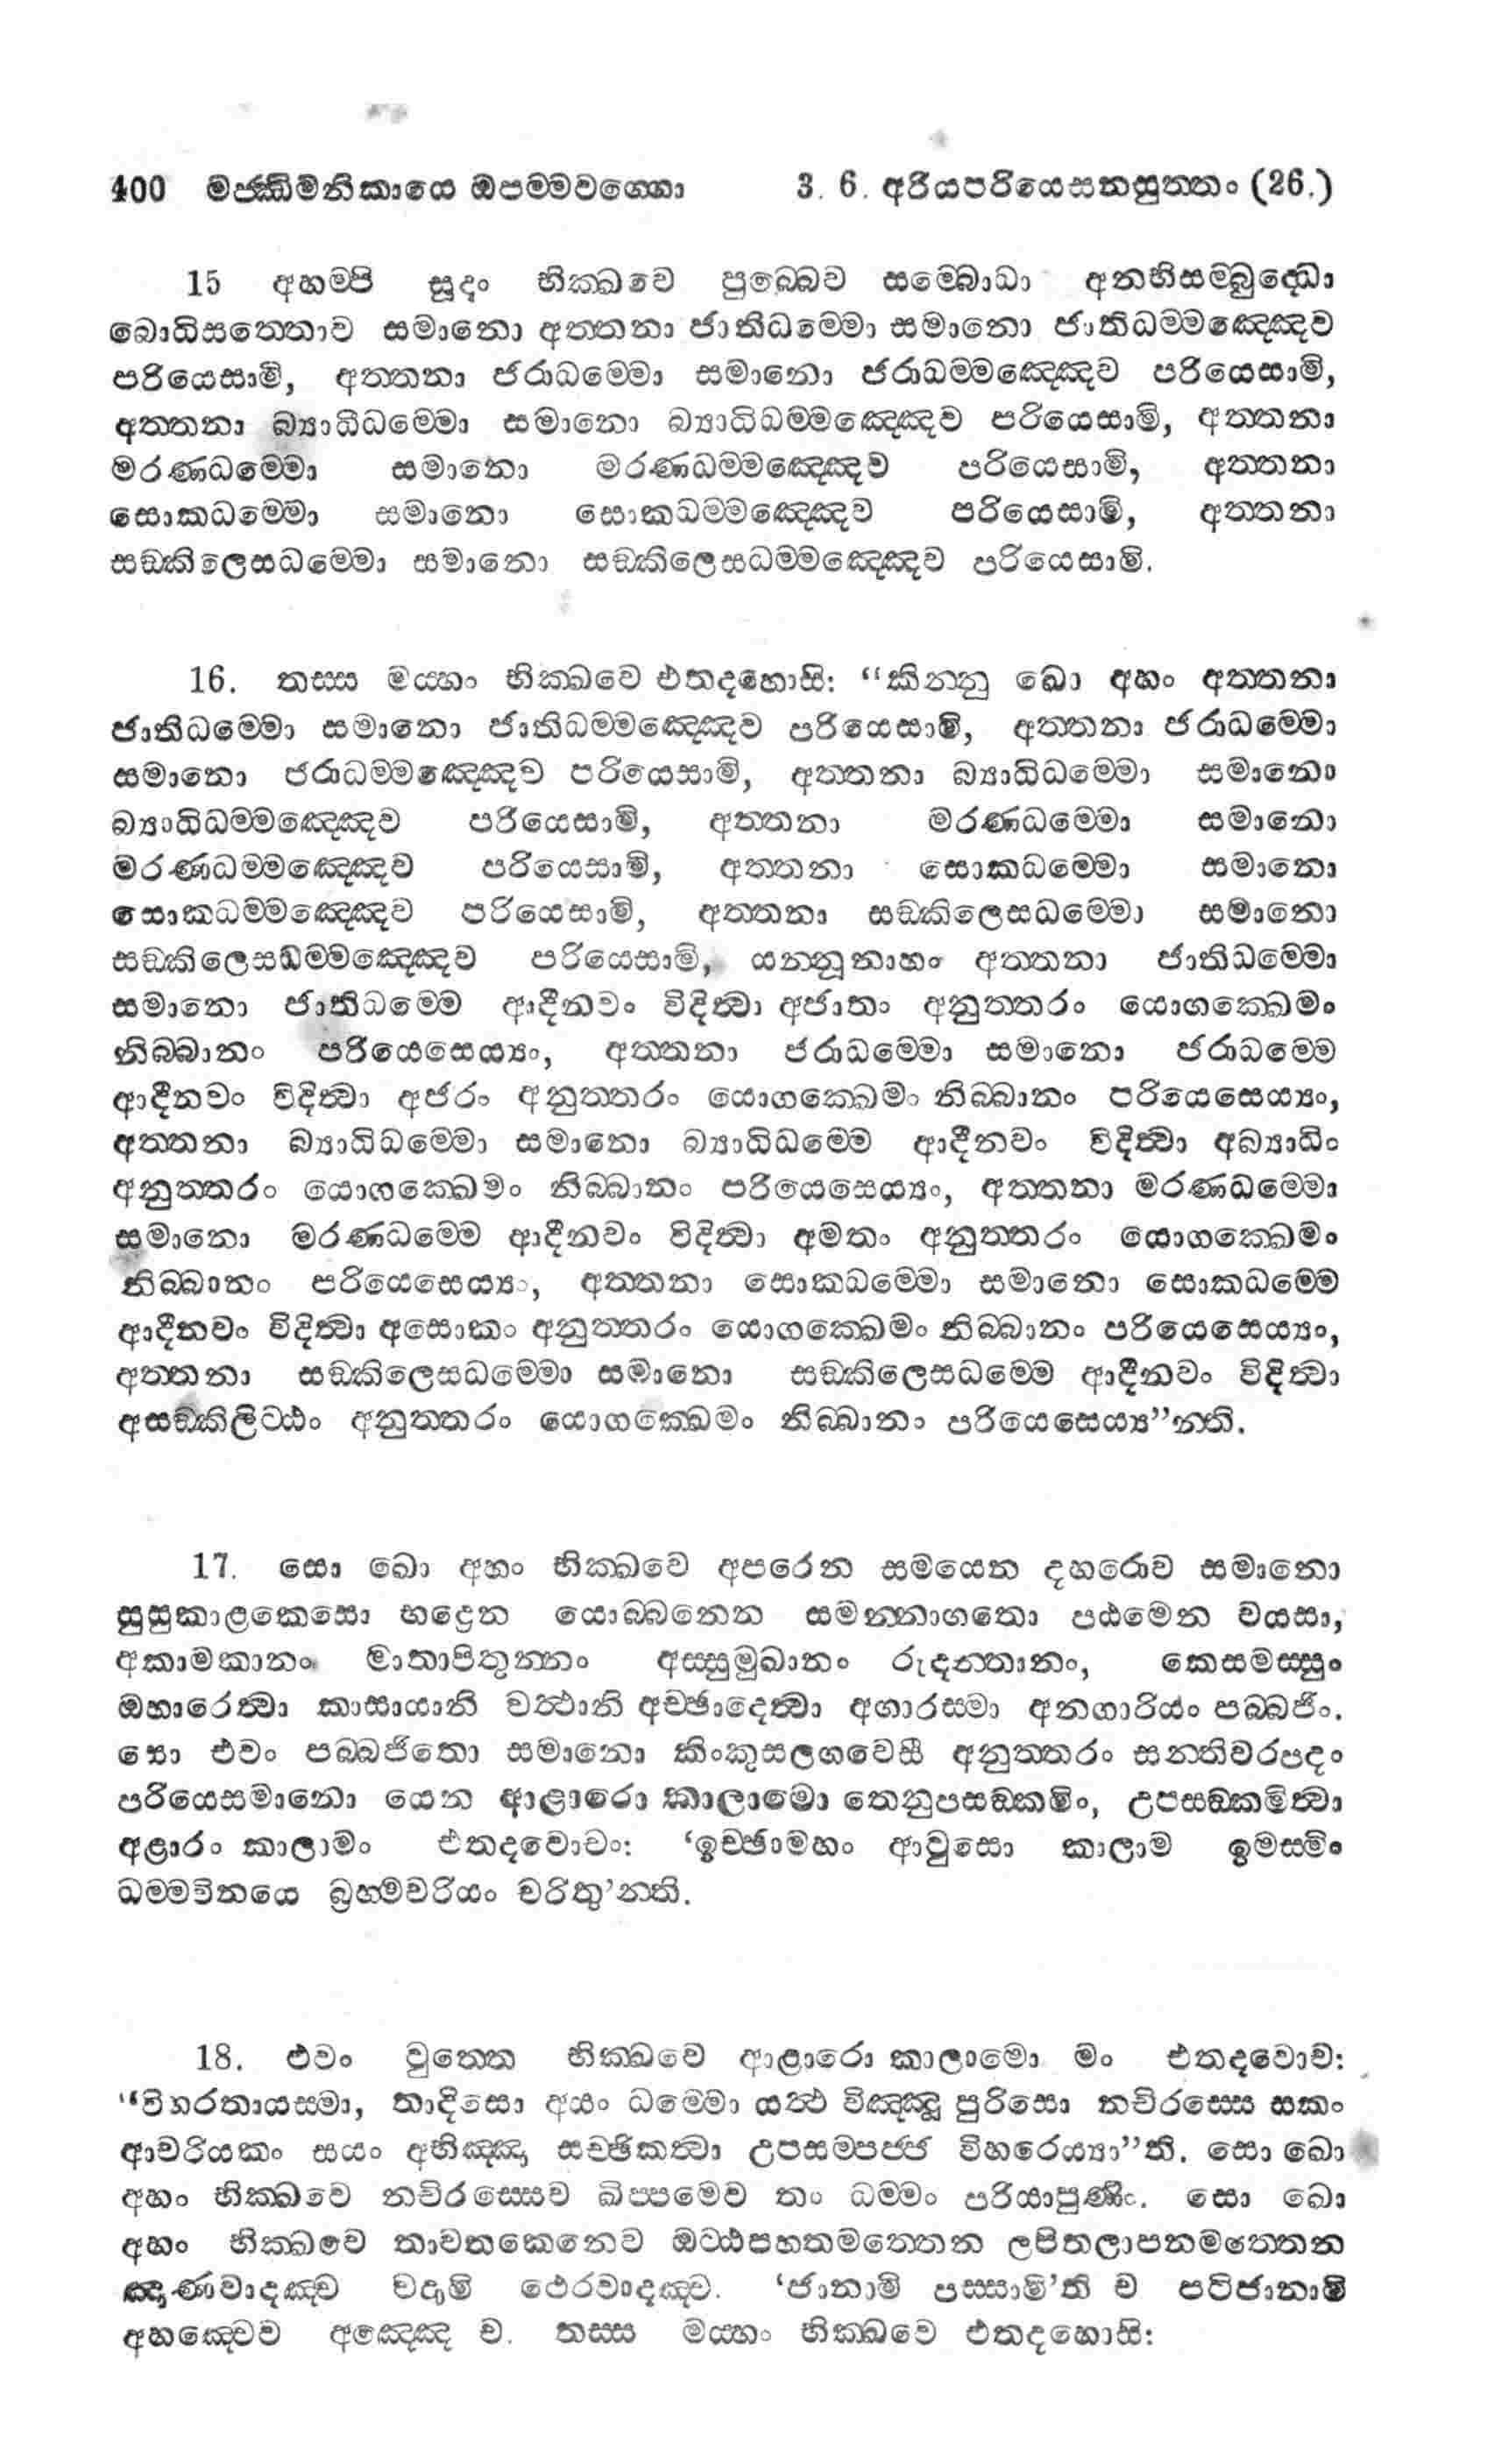 400 මජ්ඣිමනිකායෙ ඔපම්මවග්ගො 3. 6. අරියපරියෙසනසුත්තං (26.)
15 අහම්පි සුදං භික්ඛවෙ පුබ්බෙව සම්බොධා අනභිසම්බුද්ධො
බොධිසත්තොව සමානො අත්තනා ජාතිධම්මො සමානො ජාතිධම්මඤ්ඤෙව
පරියෙසාමි, අත්තනා ජරාධම්මො සමානො ජරාධම්මඤ්ඤෙව පරියෙසාමි,
අත්තනා බ්‍යාධිධම්මො සමානො බ්‍යාධිධම්මඤ්ඤෙව පරියෙසාමි, අත්තනා
මරණධම්මො සමානො මරණධම්මඤ්ඤෙව පරියෙසාමි, අත්තනා
සොකධම්මො සමානො සොකධම්මඤ්ඤෙව පරියෙසාමි, අත්තනා
සඞ්කිලෙසධම්මො සමානො සඞ්කිලෙසධම්මඤ්ඤෙව පරියෙසාමි.
16. තස්ස මය්හං භික්ඛවෙ එතදහොසි: “කින්නු ඛො අහං අත්තනා
ජාතිධම්මො සමානො ජාතිධම්මඤ්ඤෙව පරියෙසාමි, අත්තනා ජරාධම්මො
සමානො ජරාධම්මඤ්ඤෙව පරියෙසාමි, අත්තනා බ්‍යාධිධම්මො සමානො
බ්‍යාධිධම්මඤ්ඤෙව පරියෙසාමි, අත්තනා මරණධම්මො සමානො
මරණධම්මඤ්ඤෙව පරියෙසාමි, අත්තනා සොකධම්මො සමානො
සොකධම්මඤ්ඤෙව පරියෙසාමි, අත්තනා සඞ්කිලෙසධම්මො සමානො
සඞ්කිලෙසධම්මඤ්ඤෙව පරියෙසාමි, යන්නූනාහං අත්තනා ජාතිධම්මො
සමානො ජාතිධම්මෙ ආදීනවං විදිත්වා අජාතං අනුත්තරං යොගක්ඛෙමං
නිබ්බානං පරියෙසෙය්‍යං, අත්තනා ජරාධම්මො සමානො ජරාධම්මෙ
ආදීනවං විදිත්වා අජරං අනුත්තරං යොගක්ඛෙමං නිබ්බානං පරියෙසෙය්‍යං,
අත්තනා බ්‍යාධිධම්මො සමානො බ්‍යාධිධම්මෙ ආදීනවං විදිත්වා අබ්‍යාධිං
අනුත්තරං යොගක්ඛෙමං නිබ්බානං පරියෙසෙය්‍යං, අත්තනා මරණධම්මො
සමානො මරණධම්මෙ ආදීනවං විදිත්වා අමතං අනුත්තරං යොගක්ඛෙමං
නිබ්බානං පරියෙසෙය්‍යං, අත්තනා සොකධම්මො සමානො සොකධම්මෙ
ආදීනවං විදිත්වා අසොකං අනුත්තරං යොගක්ඛෙමං නිබ්බානං පරියෙසෙය්‍යං,
අත්තනා සඞ්කිලෙසධම්මො සමානො සඞ්කිලෙසධම්මෙ ආදීනවං විදිත්වා
අසඞ්කිලිට්ඨං අනුත්තරං යොගක්ඛෙමං නිබ්බානං පරියෙසෙය්‍ය”න්ති.
17. සො ඛො අහං භික්ඛවෙ අපරෙන සමයෙන දහරොව සමානො
සුසුකාළකෙසො භද්‍රෙන යොබ්බනෙන සමන්නාගතො පඨමෙන වයසා,
අකාමකානං මාතාපිතුන්නං අස්සුමුඛානං රුදන්තානං, කෙසමස්සුං
ඔහාරෙත්වා කාසායානි වත්ථානි අච්ඡාදෙත්වා අගාරස්මා අනගාරියං පබ්බජිං.
සො එවං පබ්බජිතො සමානො කිංකුසලගවෙසී අනුත්තරං සන්තිවරපදං
පරියෙසමානො යෙන ආළාරො කාලාමො තෙනුපසඞ්කමිං, උපසඞ්කමිත්වා
අළාරං කාලාමං එතදවොචං: ‘ඉච්ඡාමහං ආවුසො කාලාම ඉමස්මිං
ධම්මවිනයෙ බ්‍රහ්මචරියං චරිතු’න්ති.
18. එවං වුත්තෙ භික්ඛවෙ ආළාරො කාලාමො මං එතදවොච:
“විහරතායස්මා, තාදිසො අයං ධම්මො යත්ථ විඤ්ඤූ පුරිසො නචිරස්සෙ සකං
ආචරියකං සයං අභිඤ්ඤා සච්ඡිකත්වා උපසම්පජ්ජ විහරෙය්‍යා”ති. සො ඛො
අහං භික්ඛවෙ නචිරස්සෙව ඛිප්පමෙව තං ධම්මං පරියාපුණිං. සො ඛො
අහං භික්ඛවෙ තාවතකෙනෙව ඔට්ඨපහතමත්තෙන ලපිතලාපනමත්තෙන
ඤාණවාදඤ්ච වදාමි ථෙරවාදඤ්ච. ‘ජානාමි පස්සාමි’ති ච පටිජානාමි
අහඤ්චෙව අඤ්ඤෙ ච. තස්ස මය්හං භික්ඛවෙ එතදහොසි: